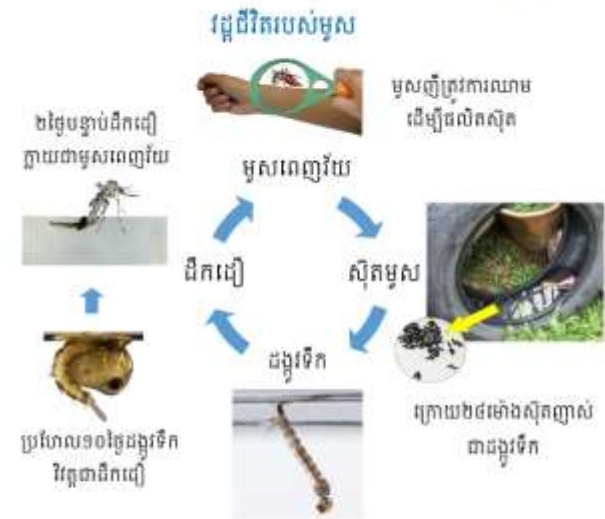 វដ្ដជីវិតរបស់មូស
មូសញីត្រូវការឈាម
ដើម្បីផលិតស៊ុត
មូសពេញវ័យ
២ថ្ងៃបន្ទាប់ដឹកដឿ
ក្លាយជាមូសពេញវ័យ
ដឹកដឿ
ស៊ុតមូស
ដង្កូវទឹក
ក្រោយ២៤ម៉ោងស៊ុតញាស់
ជាដង្កូវទឹក
ប្រហែល១០ថ្ងៃដង្កូវទឹក
វិវត្តជាដឹកដឿ